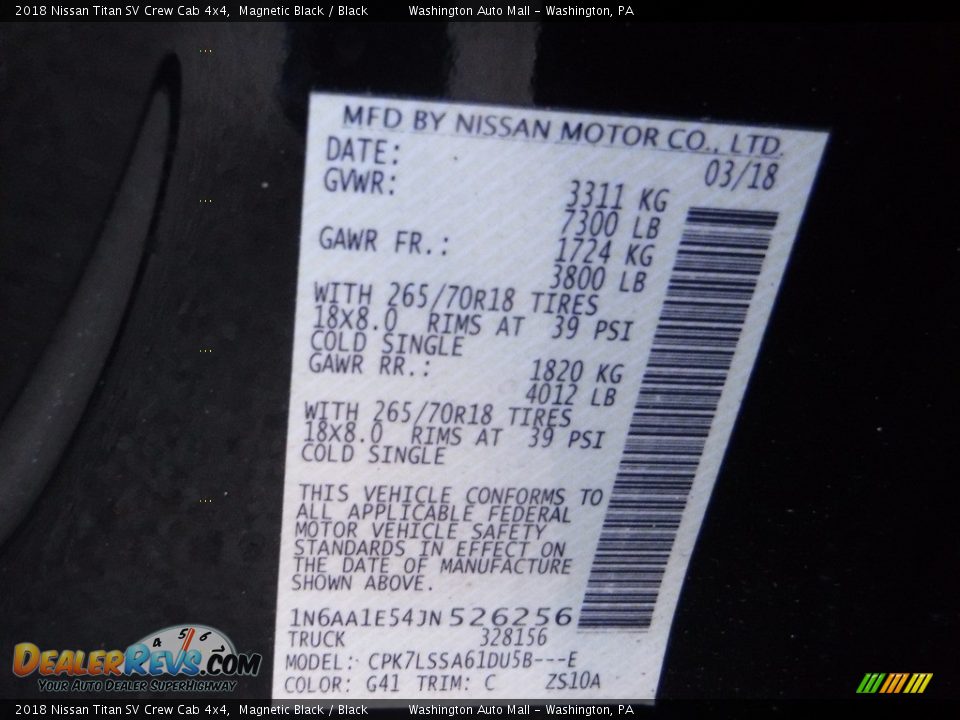 2018 Nissan Titan SV Crew Cab 4x4,  Magnetic Black / Black          Washington Auto Mall – Washington, PA
MFD BY NISSAN MOTOR CO., LTD.
DATE: 03/18
GVWR: 3311 KG
7300 LB
GAWR FR.: 1724 KG
3800 LB
WITH 265/70R18 TIRES
18X8.0 RIMS AT 39 PSI
COLD SINGLE
GAWR RR.: 1820 KG
4012 LB
WITH 265/70R18 TIRES
18X8.0 RIMS AT 39 PSI
COLD SINGLE
THIS VEHICLE CONFORMS TO
ALL APPLICABLE FEDERAL
MOTOR VEHICLE SAFETY
STANDARDS IN EFFECT ON
THE DATE OF MANUFACTURE
SHOWN ABOVE.
1N6AA1E54JN526256
TRUCK 328156
MODEL: CPK7LSSA61DU5B---E
COLOR: G41 TRIM: C ZS10A
4 5 6
DEALERREVS.COM
Your Auto Dealer SuperHighway
2018 Nissan Titan SV Crew Cab 4x4,  Magnetic Black / Black          Washington Auto Mall – Washington, PA